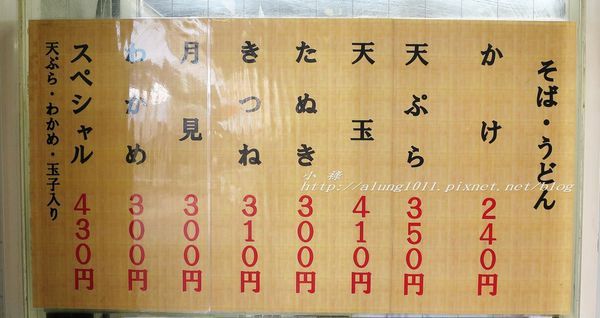 そば・うどん
かけ 240円
天ぷら 350円
天玉 410円
たぬき 300円
きつね 310円
月見 300円
わかめ 300円
スペシャル 430円
天ぷら・わかめ・玉子入り
小祿
http://alung1011.pixnet.net/blog